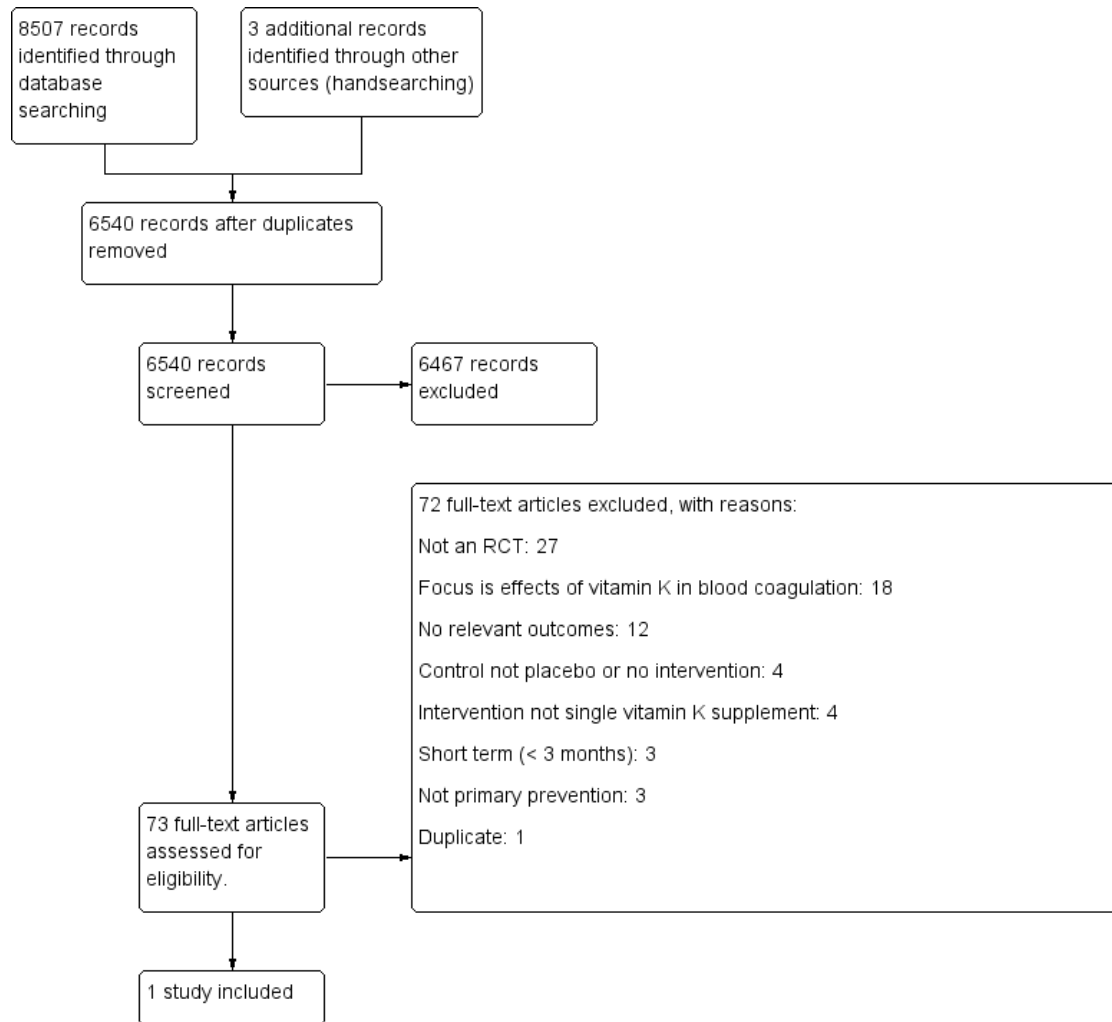 8507 records
identified through
database
searching
3 additional records
identified through other
sources (handsearching)
6540 records after duplicates
removed
6540 records
screened
6467 records
excluded
72 full-text articles excluded, with reasons:
Not an RCT: 27
Focus is effects of vitamin K in blood coagulation: 18
No relevant outcomes: 12
Control not placebo or no intervention: 4
Intervention not single vitamin K supplement: 4
Short term (< 3 months): 3
Not primary prevention: 3
Duplicate: 1
73 full-text articles
assessed for
eligibility.
1 study included